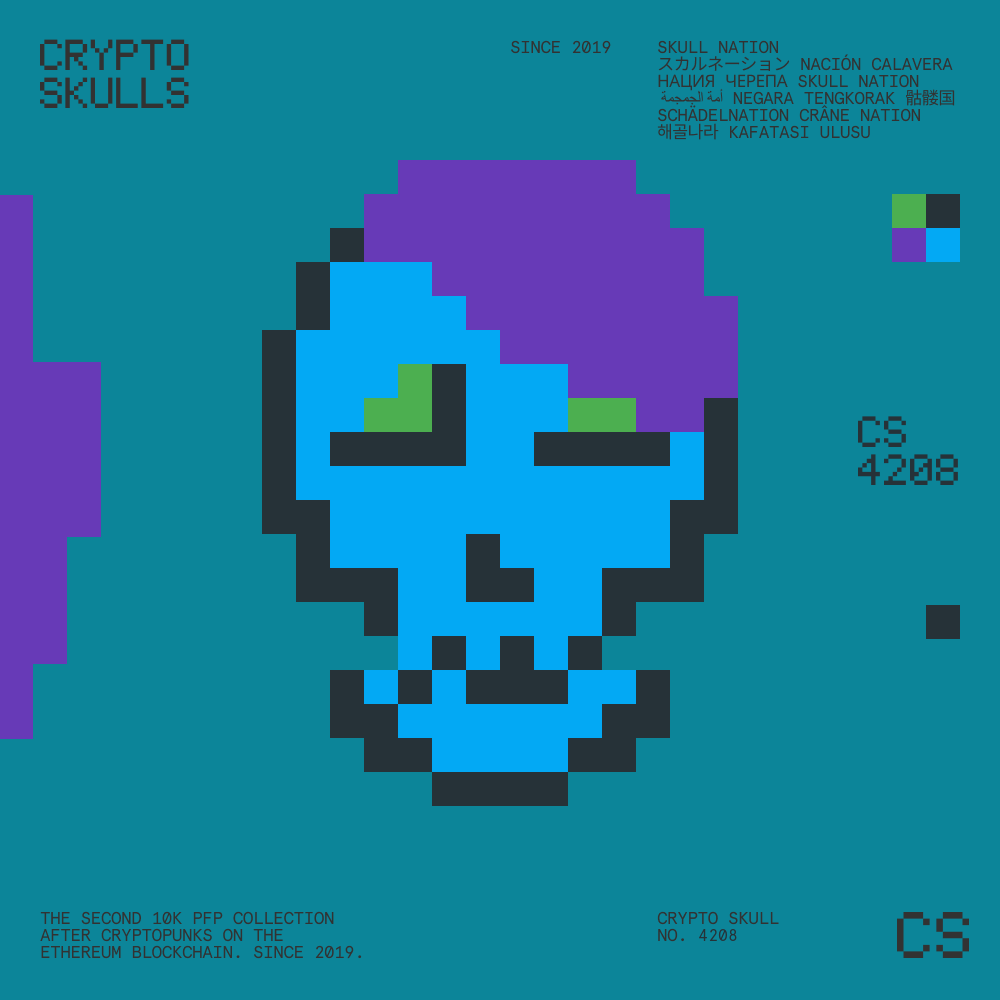 CRYPTO
SKULLS
SINCE 2019
SKULL NATION
スカルネーション NACIÓN CALAVERA
НАЦИЯ ЧЕРЕПА SKULL NATION
أمة الجمجمة NEGARA TENGKORAK 骷髅国
SCHÄDELNATION CRÂNE NATION
해골나라 KAFATASI ULUSU
CS
4208
THE SECOND 10K PFP COLLECTION
AFTER CRYPTOPUNKS ON THE
ETHEREUM BLOCKCHAIN. SINCE 2019.
CRYPTO SKULL
NO. 4208
CS